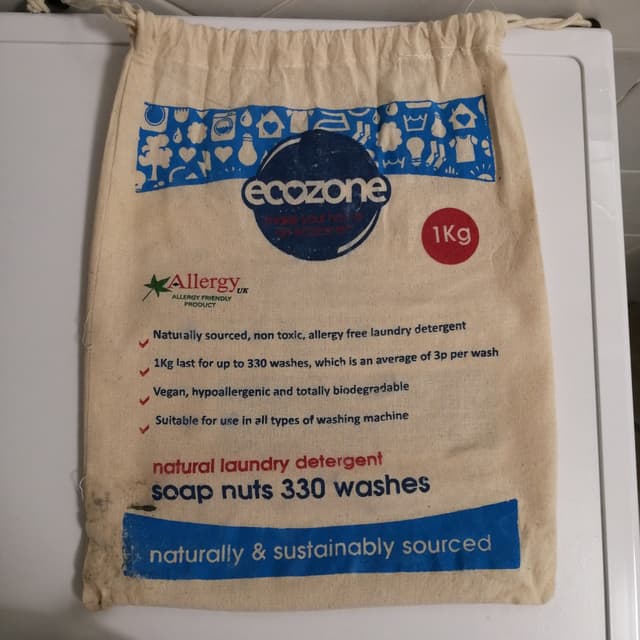 ecozone
1Kg
Allergy UK
ALLERGY FRIENDLY
PRODUCT
Naturally sourced, non toxic, allergy free laundry detergent
1Kg last for up to 330 washes, which is an average of 3p per wash
Vegan, hypoallergenic and totally biodegradable
Suitable for use in all types of washing machine
natural laundry detergent
soap nuts 330 washes
naturally & sustainably sourced